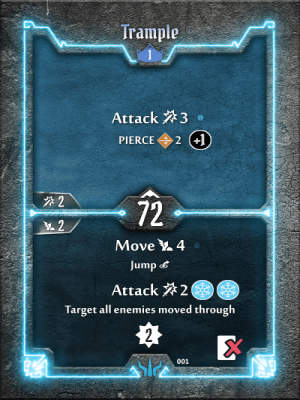 Trample
1
Attack 3
PIERCE 2 +1
2
72
2
Move 4
Jump
Attack 2
Target all enemies moved through
2
001